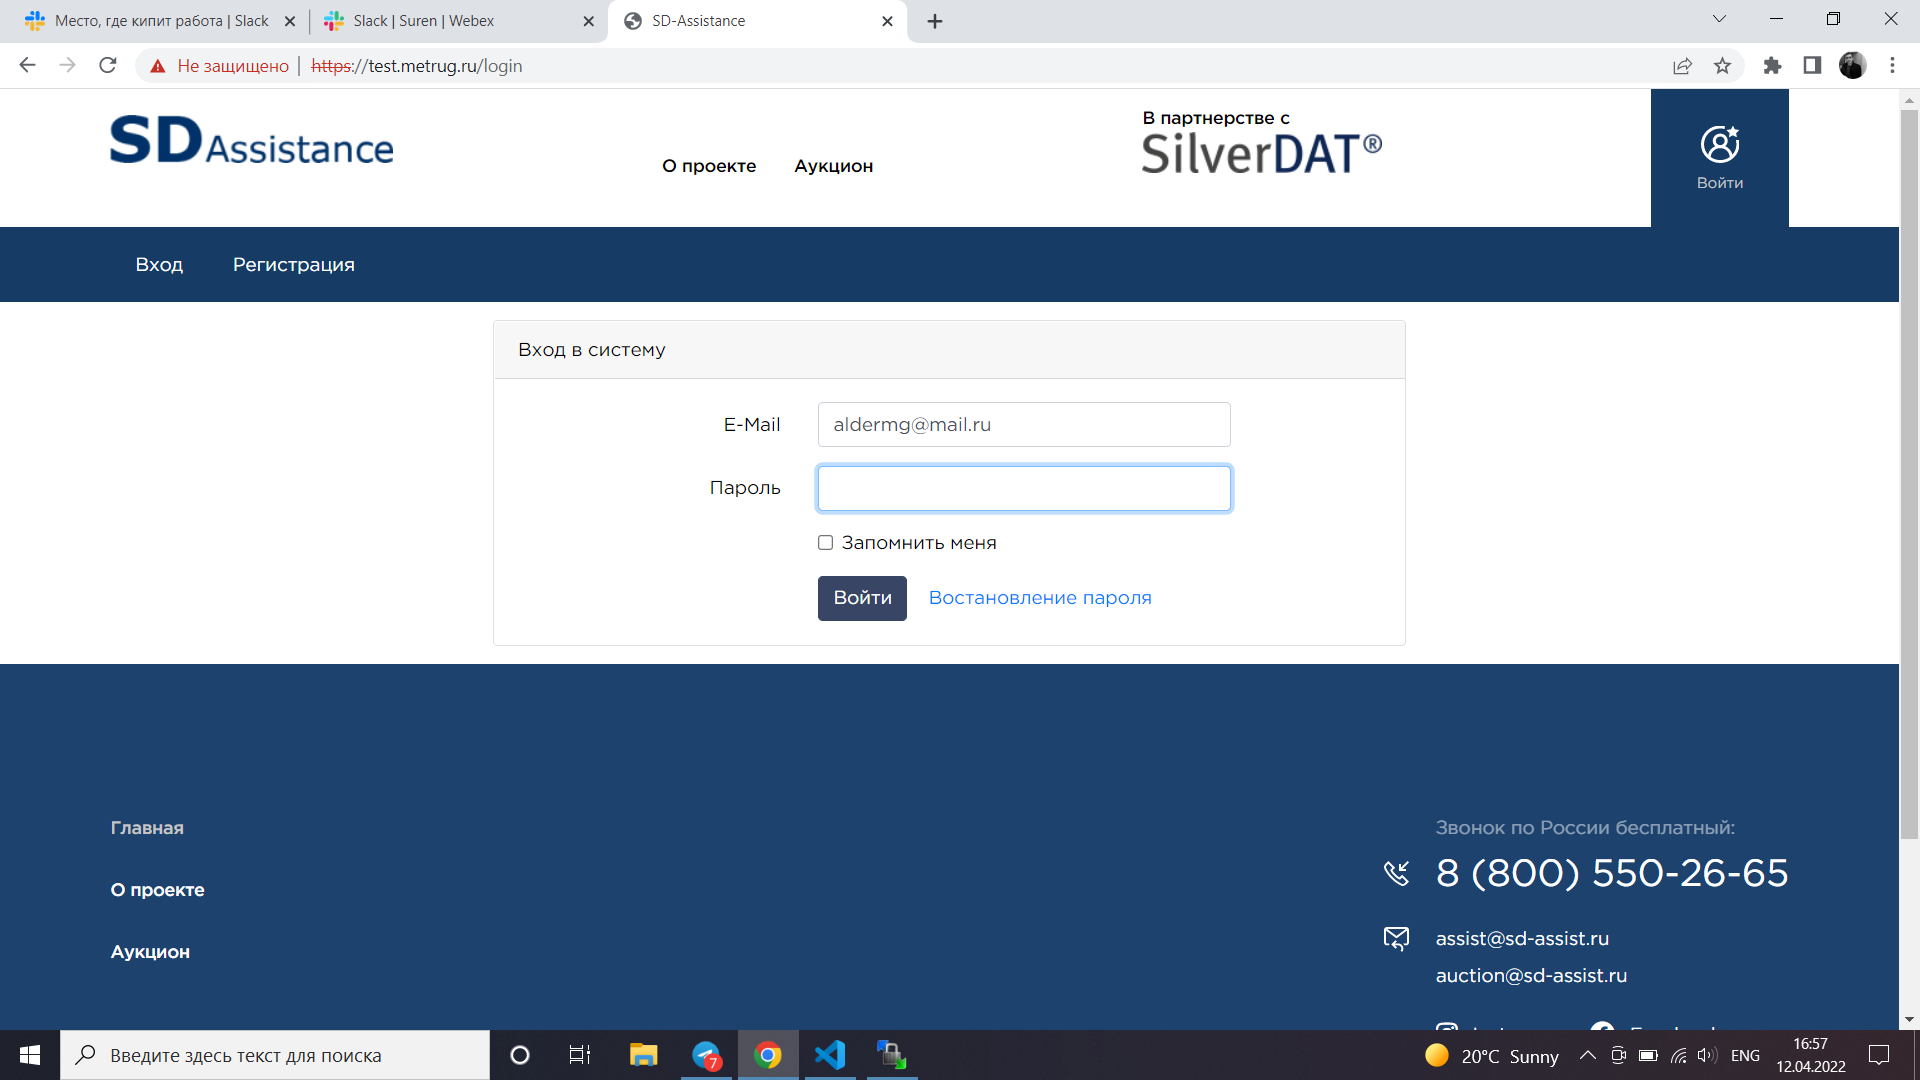 Место, где кипит работа | Slack
Slack | Suren | Webex
SD-Assistance
Не защищено | https://test.metrug.ru/login
SD Assistance
О проекте
Аукцион
В партнерстве с
SilverDAT®
Войти
Вход
Регистрация
Вход в систему
E-Mail
aldermg@mail.ru
Пароль
Запомнить меня
Войти
Востановление пароля
Главная
О проекте
Аукцион
Звонок по России бесплатный:
8 (800) 550-26-65
assist@sd-assist.ru
auction@sd-assist.ru
Введите здесь текст для поиска
7
20°C Sunny
ENG
16:57
12.04.2022